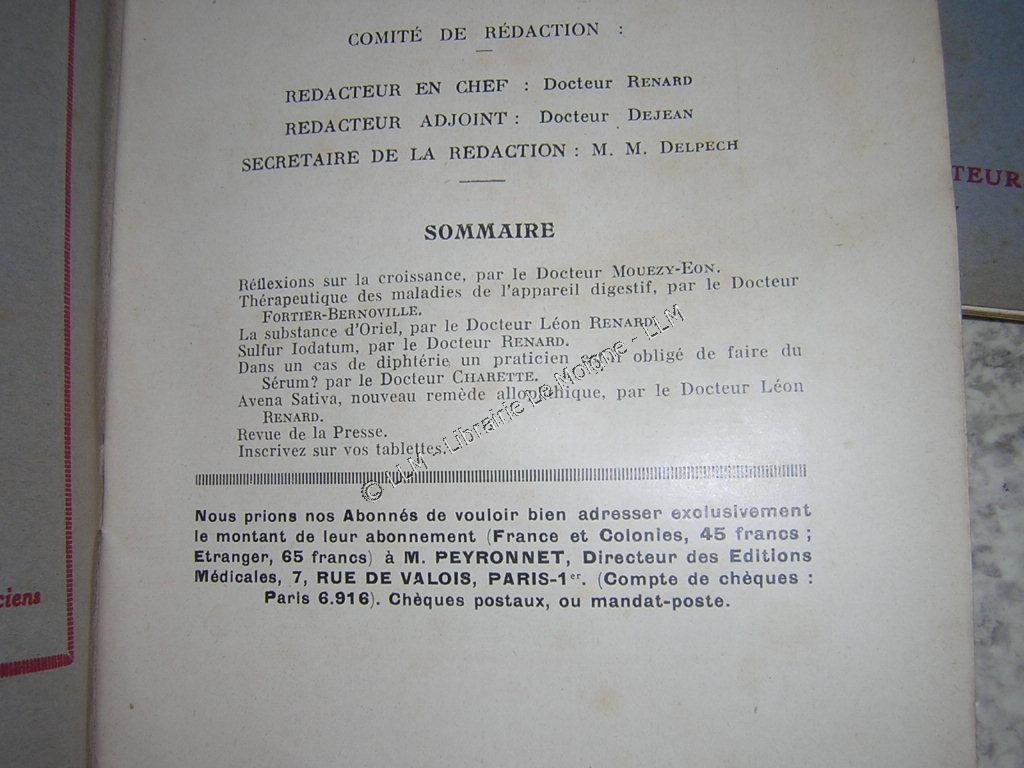 COMITÉ DE RÉDACTION :
REDACTEUR EN CHEF : Docteur RENARD
REDACTEUR ADJOINT : Docteur DEJEAN
SECRETAIRE DE LA REDACTION : M. M. DELPECH
TEUR
SOMMAIRE
Réflexions sur la croissance, par le Docteur MOUEZY-EON.
Thérapeutique des maladies de l'appareil digestif, par le Docteur
FORTIER-BERNOVILLE.
La substance d'Oriel, par le Docteur Léon RENARD.
Sulfur Iodatum, par le Docteur RENARD.
Dans un cas de diphtérie un praticien obligé de faire du
Sérum? par le Docteur CHARETTE.
Avena Sativa, nouveau remède allopathique, par le Docteur Léon
RENARD.
Revue de la Presse.
Inscrivez sur vos tablettes.
© LLM - Librairie Le Moigne - LLM
Nous prions nos Abonnés de vouloir bien adresser exclusivement
le montant de leur abonnement (France et Colonies, 45 francs ;
Etranger, 65 francs) à M. PEYRONNET, Directeur des Editions
Médicales, 7, RUE DE VALOIS, PARIS-1er. (Compte de chèques :
Paris 6.916). Chèques postaux, ou mandat-poste.
ciens